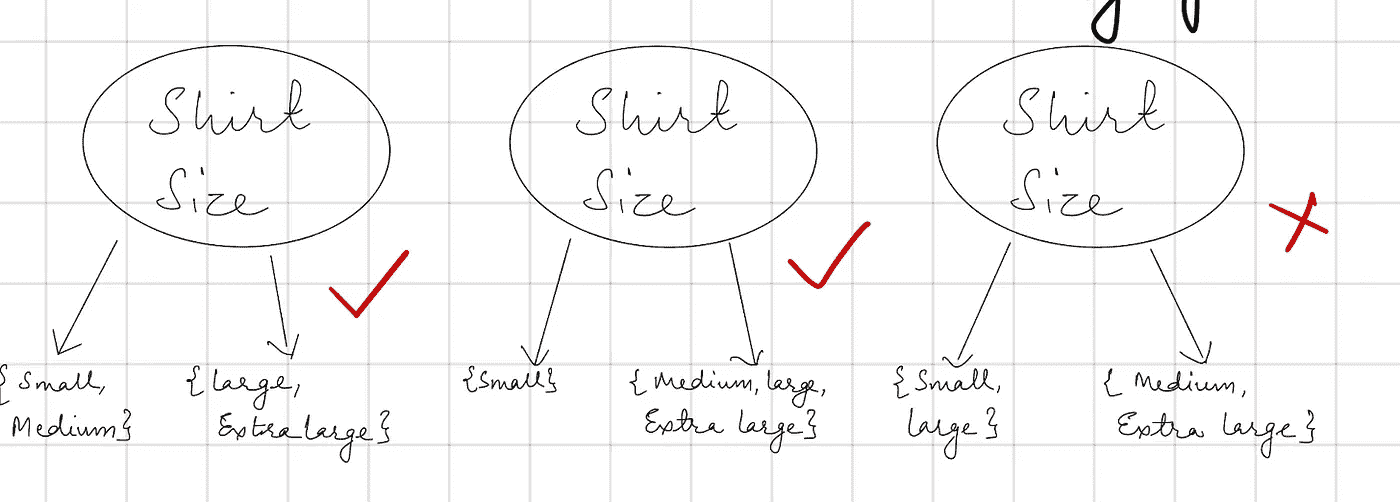 Shirt
Size
{ Small,
Medium}
{ large,
Extra large}
Shirt
Size
{Small}
{ Medium, large,
Extra large}
Shirt
Size
{ Small,
large }
{ Medium,
Extra large }